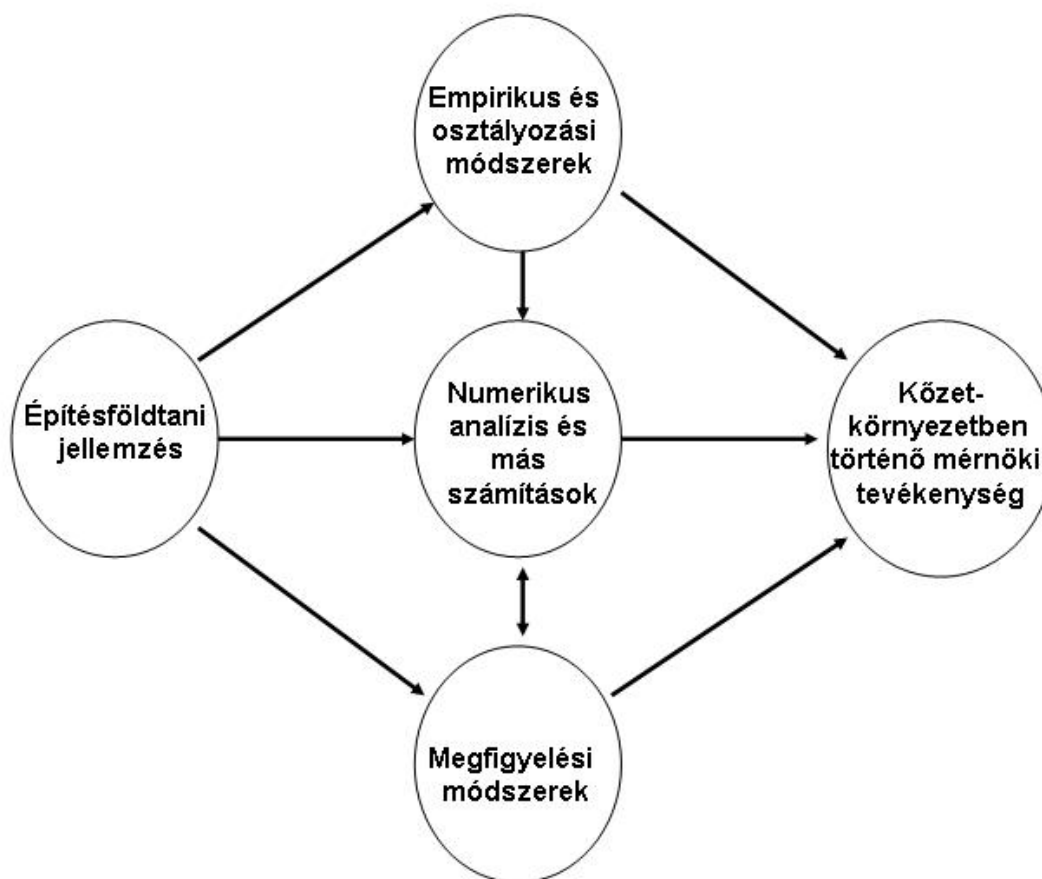 Empirikus és
osztályozási
módszerek
Építésföldtani
jellemzés
Numerikus
analízis és
más
számítások
Kőzet-
környezetben
történő mérnöki
tevékenység
Megfigyelési
módszerek